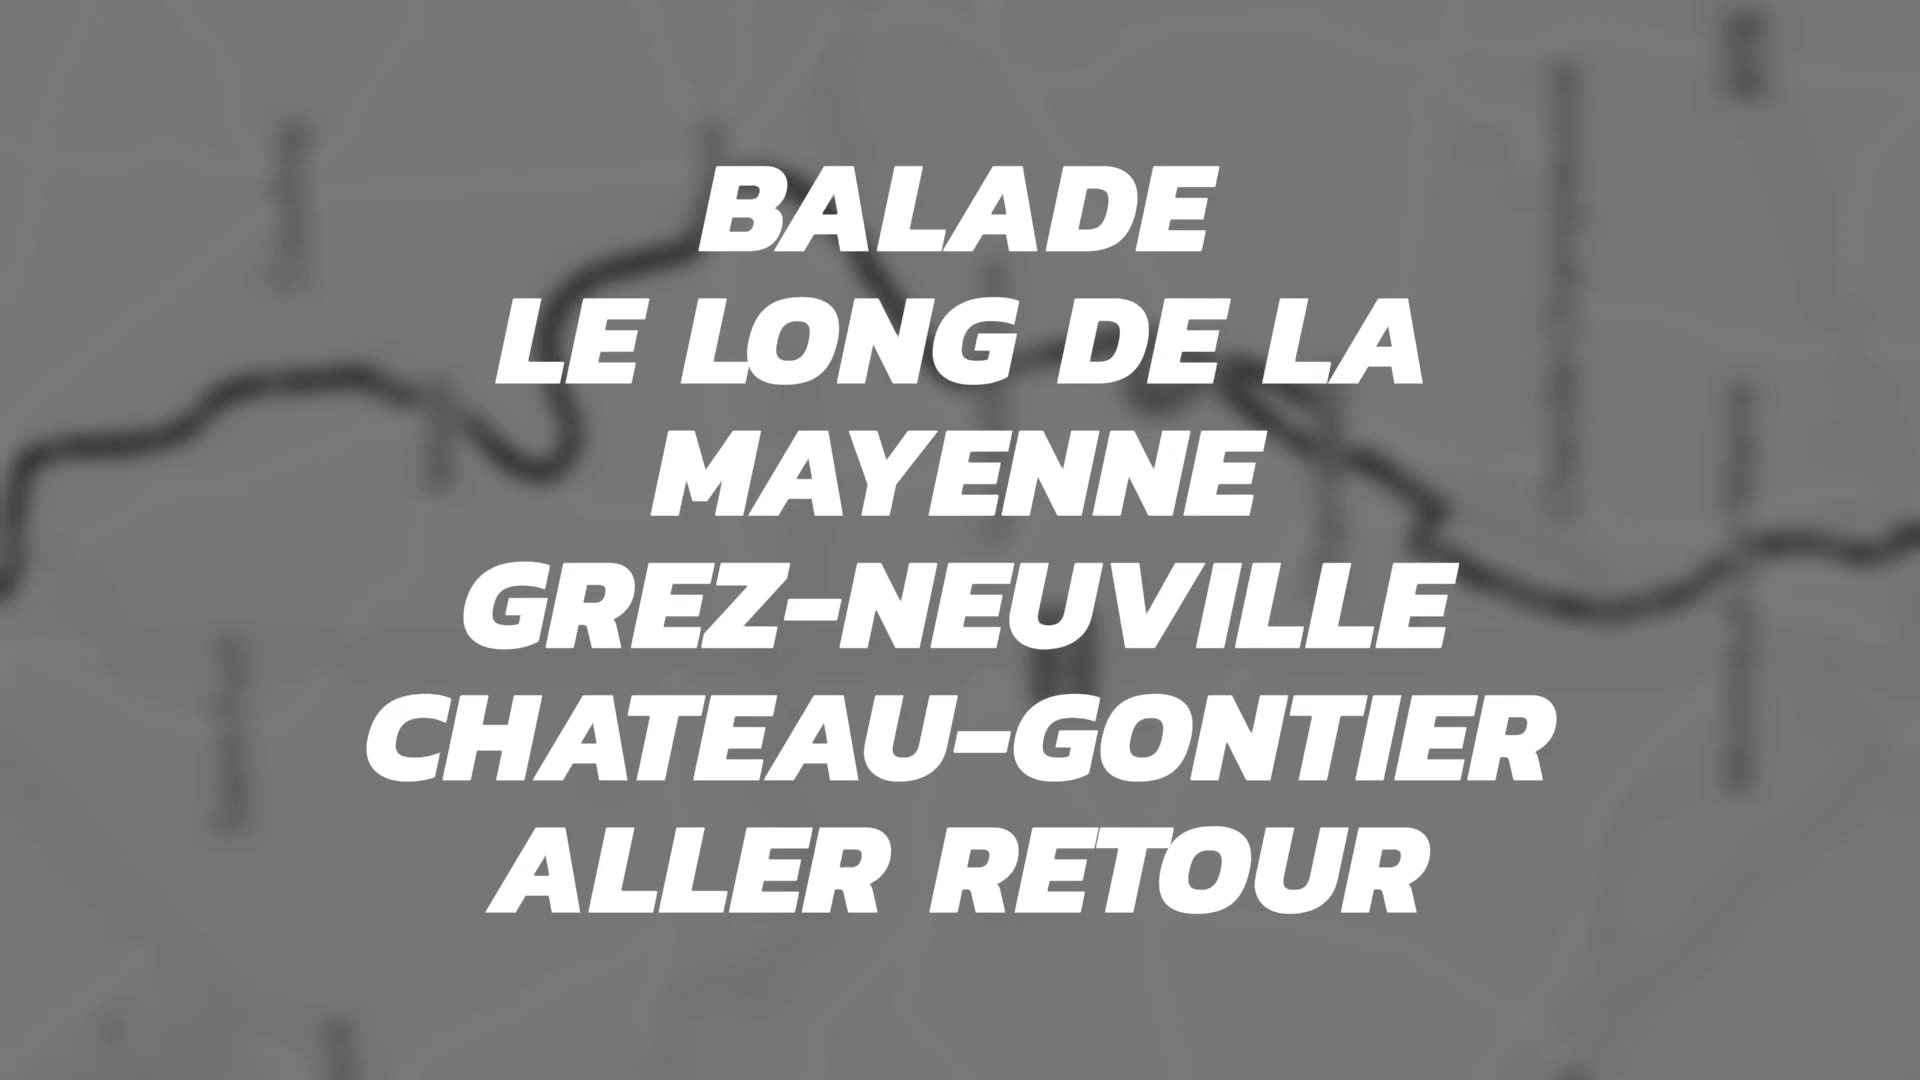 BALADE
LE LONG DE LA
MAYENNE
GREZ-NEUVILLE
CHATEAU-GONTIER
ALLER RETOUR